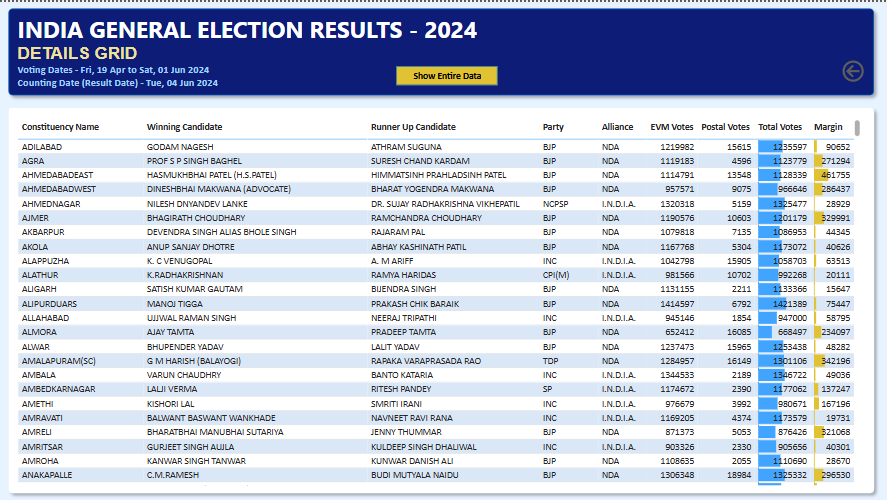 INDIA GENERAL ELECTION RESULTS - 2024
DETAILS GRID
Voting Dates - Fri, 19 Apr to Sat, 01 Jun 2024
Counting Date (Result Date) - Tue, 04 Jun 2024
Show Entire Data
Constituency Name Winning Candidate Runner Up Candidate Party Alliance EVM Votes Postal Votes Total Votes Margin
ADILABAD GODAM NAGESH ATHRAM SUGUNA BJP NDA 1219982 15615 1235597 90652
AGRA PROF S P SINGH BAGHEL SURESH CHAND KARDAM BJP NDA 1119183 4596 1123779 271294
AHMEDABADEAST HASMUKHBHAI PATEL (H.S.PATEL) HIMMATSINH PRAHLADSINH PATEL BJP NDA 1114791 13548 1128339 461755
AHMEDABADWEST DINESHBHAI MAKWANA (ADVOCATE) BHARAT YOGENDRA MAKWANA BJP NDA 957571 9075 966646 286437
AHMEDNAGAR NILESH DNYANDEV LANKE DR. SUJAY RADHAKRISHNA VIKHEPATIL NCPSP I.N.D.I.A. 1320318 5159 1325477 28929
AJMER BHAGIRATH CHOUDHARY RAMCHANDRA CHOUDHARY BJP NDA 1190576 10603 1201179 329991
AKBARPUR DEVENDRA SINGH ALIAS BHOLE SINGH RAJARAM PAL BJP NDA 1079818 7135 1086953 44345
AKOLA ANUP SANJAY DHOTRE ABHAY KASHINATH PATIL BJP NDA 1167768 5304 1173072 40626
ALAPPUZHA K. C VENUGOPAL A. M ARIFF INC I.N.D.I.A. 1042798 15905 1058703 63513
ALATHUR K.RADHAKRISHNAN RAMYA HARIDAS CPI(M) I.N.D.I.A. 981566 10702 992268 20111
ALIGARH SATISH KUMAR GAUTAM BIJENDRA SINGH BJP NDA 1131155 2211 1133366 15647
ALIPURDUARS MANOJ TIGGA PRAKASH CHIK BARAIK BJP NDA 1414597 6792 1421389 75447
ALLAHABAD UJJWAL RAMAN SINGH NEERAJ TRIPATHI INC I.N.D.I.A. 945146 1854 947000 58795
ALMORA AJAY TAMTA PRADEEP TAMTA BJP NDA 652412 16085 668497 234097
ALWAR BHUPENDER YADAV LALIT YADAV BJP NDA 1237473 15965 1253438 48282
AMALAPURAM(SC) G M HARISH (BALAYOGI) RAPAKA VARAPRASADA RAO TDP NDA 1284957 16149 1301106 342196
AMBALA VARUN CHAUDHRY BANTO KATARIA INC I.N.D.I.A. 1344533 2189 1346722 49036
AMBEDKARNAGAR LALJI VERMA RITESH PANDEY SP I.N.D.I.A. 1174672 2390 1177062 137247
AMETHI KISHORI LAL SMRITI IRANI INC I.N.D.I.A. 976679 3992 980671 167196
AMRAVATI BALWANT BASWANT WANKHADE NAVNEET RAVI RANA INC I.N.D.I.A. 1169205 4374 1173579 19731
AMRELI BHARATBHAI MANUBHAI SUTARIYA JENNY THUMMAR BJP NDA 871373 5053 876426 321068
AMRITSAR GURJEET SINGH AUJLA KULDEEP SINGH DHALIWAL INC I.N.D.I.A. 903326 2330 905656 40301
AMROHA KANWAR SINGH TANWAR KUNWAR DANISH ALI BJP NDA 1108635 2055 1110690 28670
ANAKAPALLE C.M.RAMESH BUDI MUTYALA NAIDU BJP NDA 1306348 18984 1325332 296530